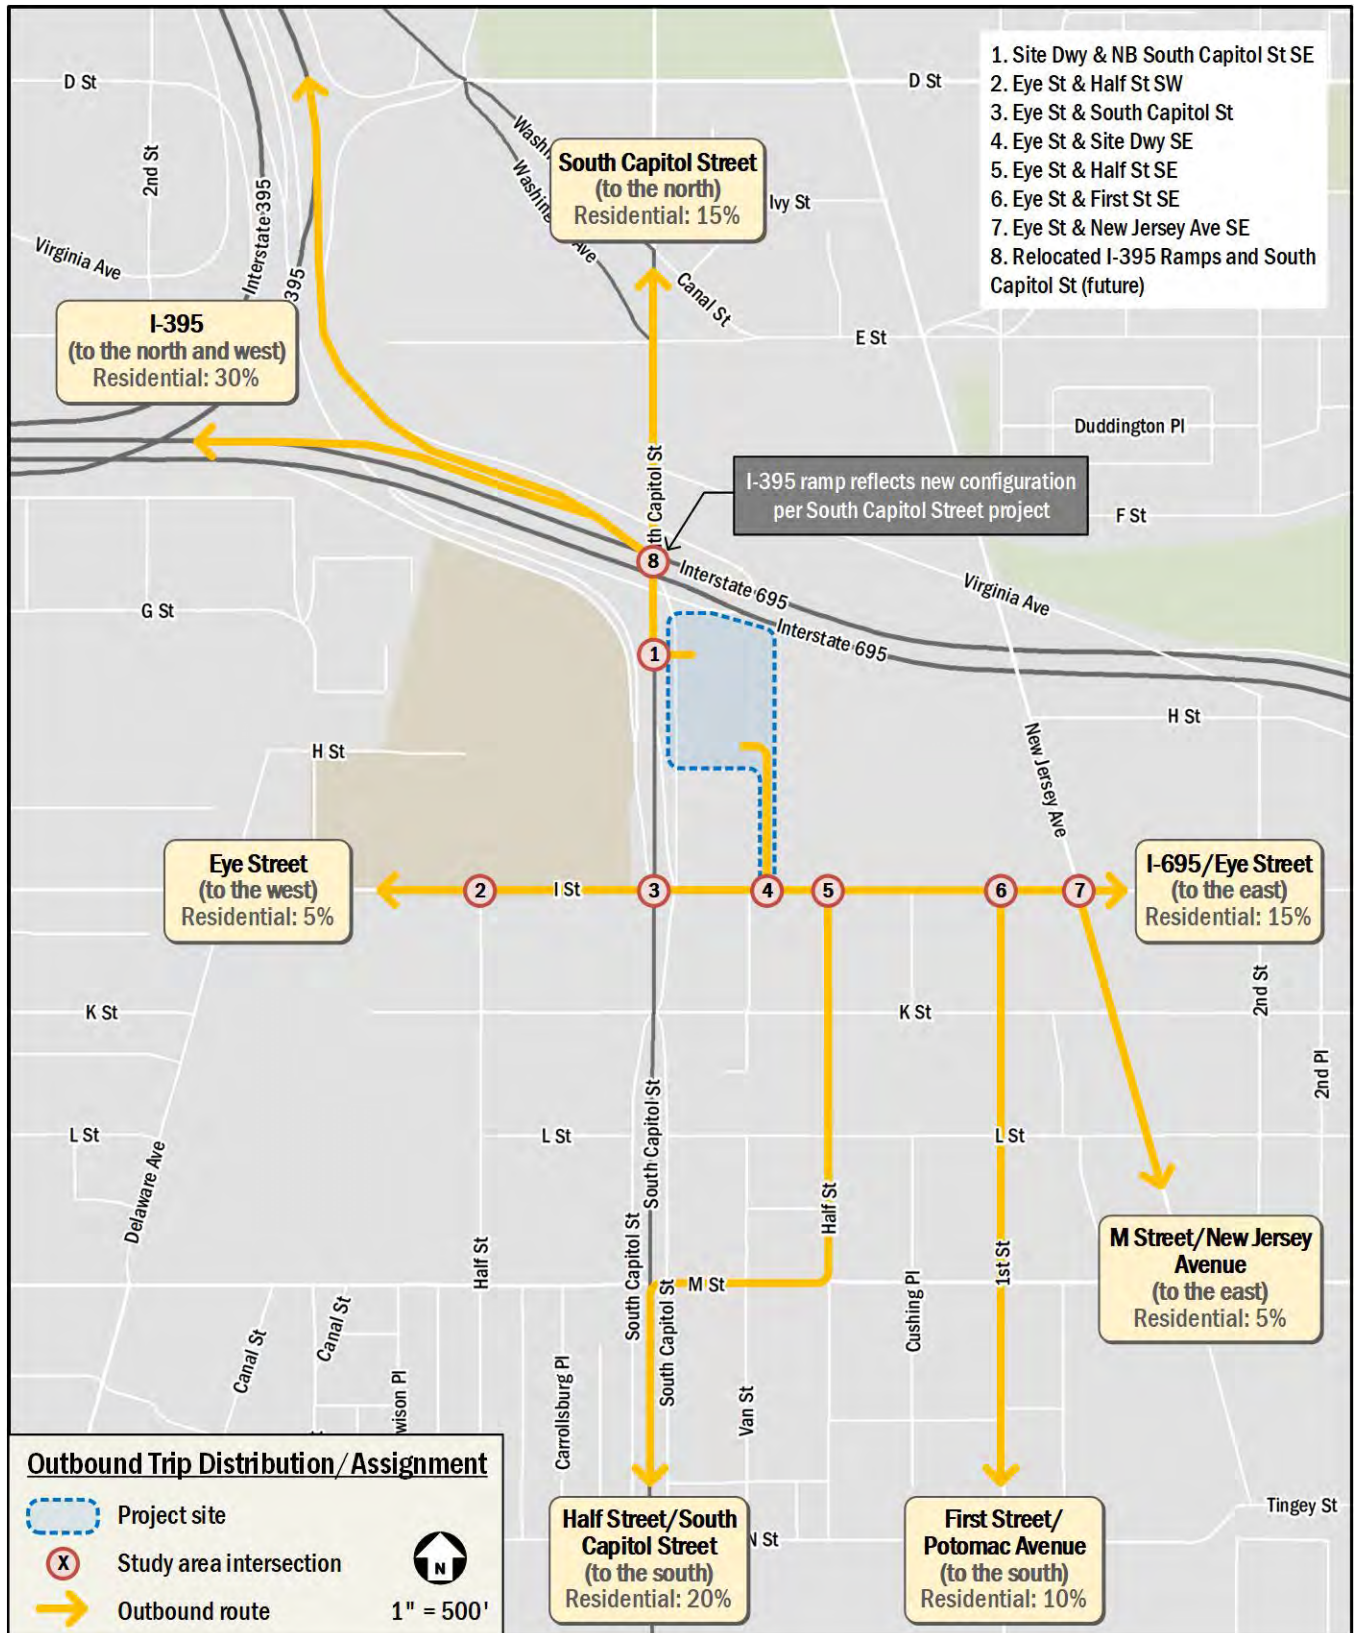 1. Site Dwy & NB South Capitol St SE
2. Eye St & Half St SW
3. Eye St & South Capitol St
4. Eye St & Site Dwy SE
5. Eye St & Half St SE
6. Eye St & First St SE
7. Eye St & New Jersey Ave SE
8. Relocated I-395 Ramps and South
Capitol St (future)
D St
D St
2nd St
Interstate 395
395
Virginia Ave
South Capitol Street
(to the north)
Residential: 15%
Ivy St
Canal St
E St
I-395
(to the north and west)
Residential: 30%
Duddington Pl
Capitol St
I-395 ramp reflects new configuration
per South Capitol Street project
F St
8
Interstate 695
Interstate 695
Virginia Ave
G St
1
H St
H St
New Jersey Ave
Eye Street
(to the west)
Residential: 5%
2
I St
3
4
5
6
7
I-695/Eye Street
(to the east)
Residential: 15%
K St
K St
2nd St
2nd Pl
L St
L St
L St
Delaware Ave
Half St
South Capitol St
South Capitol St
South Capitol St
M St
Half St
1st St
Cushing Pl
M Street/New Jersey
Avenue
(to the east)
Residential: 5%
Canal St
Canal St
Carrollsburg Pl
Van St
Outbound Trip Distribution/Assignment
Project site
X
Study area intersection
Outbound route
N
1" = 500'
Half Street/South
Capitol Street
(to the south)
Residential: 20%
N St
First Street/
Potomac Avenue
(to the south)
Residential: 10%
Tingey St